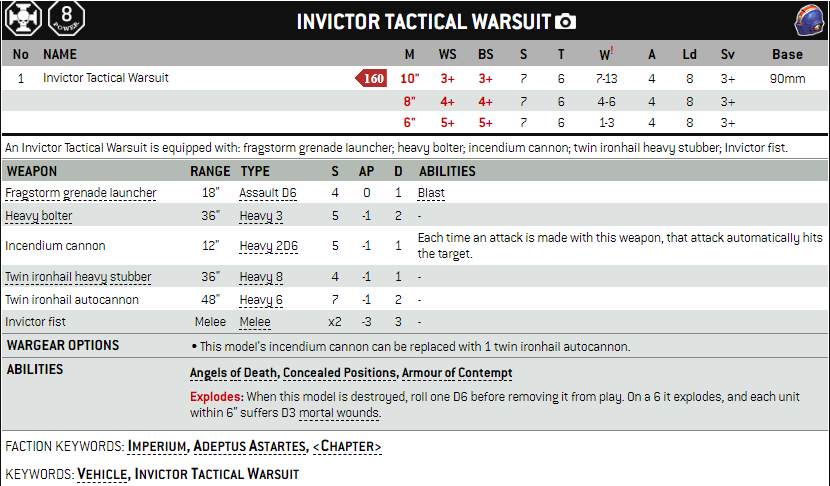 8
POWER
INVICTOR TACTICAL WARSUIT
No NAME M WS BS S T W! A Ld Sv Base
1 Invictor Tactical Warsuit 160 10" 3+ 3+ 7 6 7-13 4 8 3+ 90mm
8" 4+ 4+ 7 6 4-6 4 8 3+
6" 5+ 5+ 7 6 1-3 4 8 3+
An Invictor Tactical Warsuit is equipped with: fragstorm grenade launcher; heavy bolter; incendium cannon; twin ironhail heavy stubber; Invictor fist.
WEAPON RANGE TYPE S AP D ABILITIES
Fragstorm grenade launcher 18" Assault D6 4 0 1 Blast
Heavy bolter 36" Heavy 3 5 -1 2 -
Incendium cannon 12" Heavy 2D6 5 -1 1 Each time an attack is made with this weapon, that attack automatically hits
the target.
Twin ironhail heavy stubber 36" Heavy 8 4 -1 1 -
Twin ironhail autocannon 48" Heavy 6 7 -1 2 -
Invictor fist Melee Melee x2 -3 3 -
WARGEAR OPTIONS • This model's incendium cannon can be replaced with 1 twin ironhail autocannon.
ABILITIES Angels of Death, Concealed Positions, Armour of Contempt
Explodes: When this model is destroyed, roll one D6 before removing it from play. On a 6 it explodes, and each unit
within 6" suffers D3 mortal wounds.
FACTION KEYWORDS: IMPERIUM, ADEPTUS ASTARTES, <CHAPTER>
KEYWORDS: VEHICLE, INVICTOR TACTICAL WARSUIT